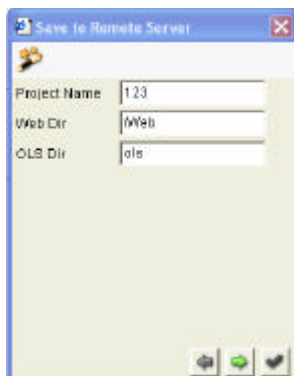 Save to Remote Server
Project Name 123
Web Dir /Web
OLS Dir ols